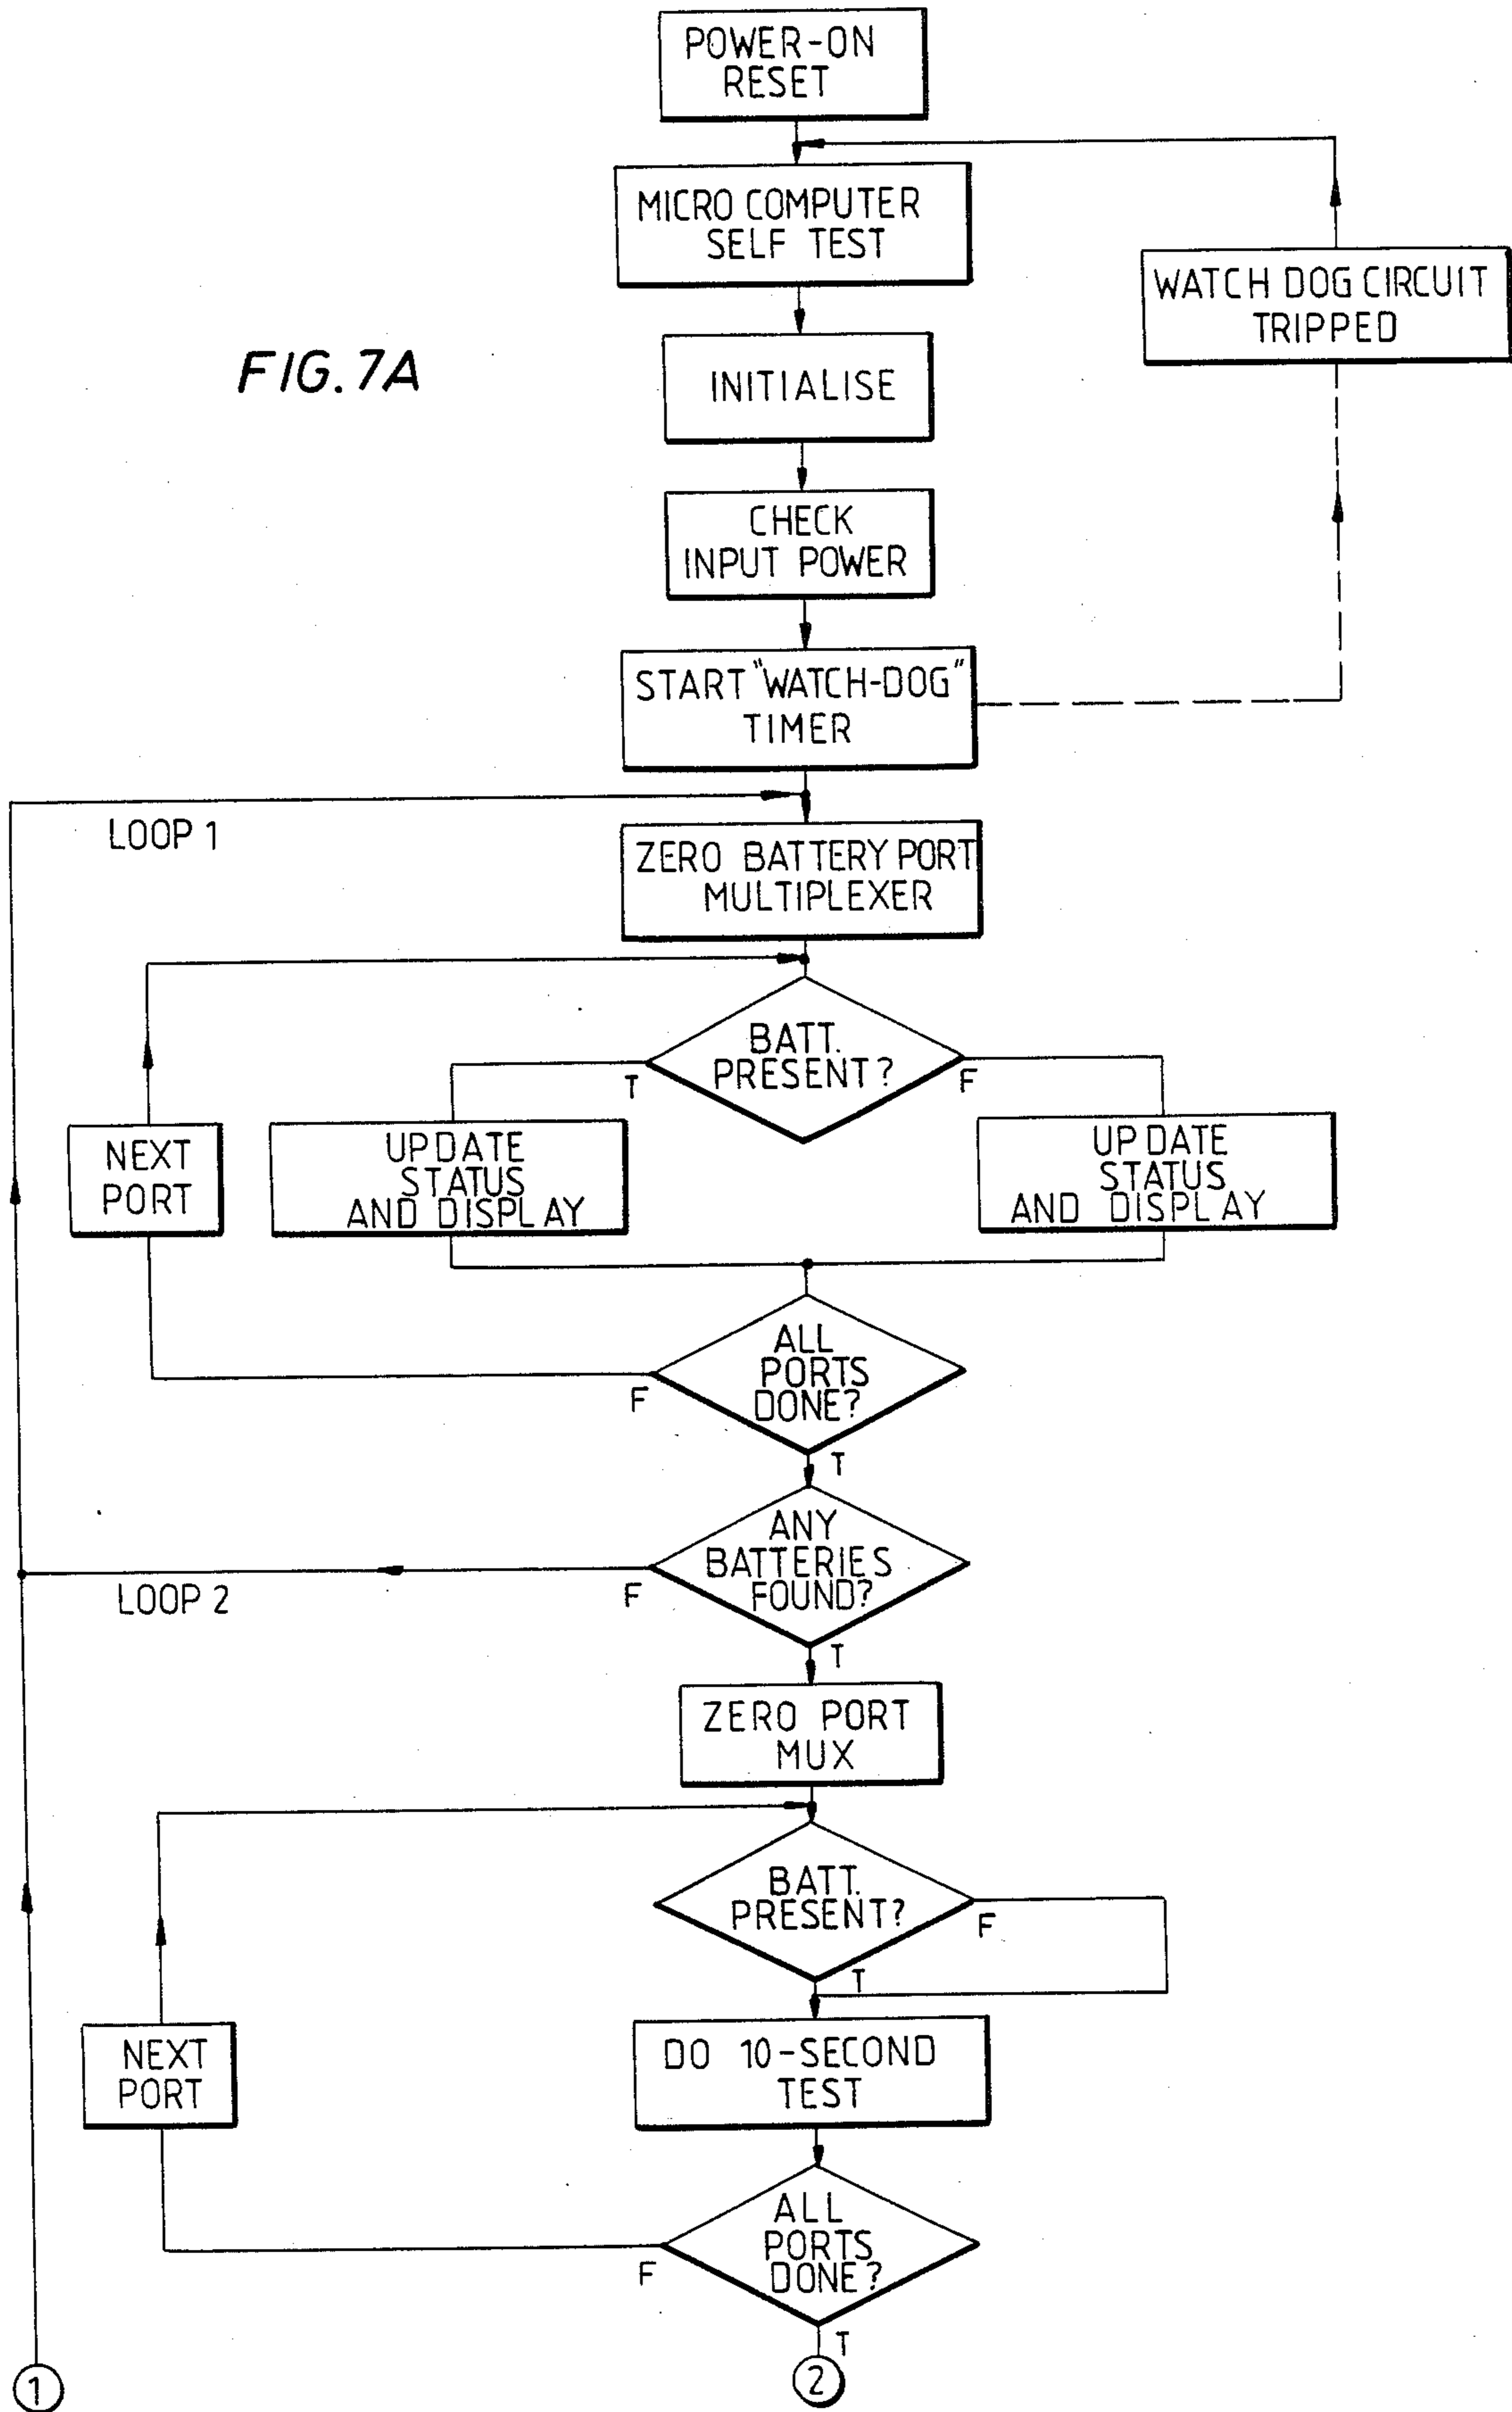 POWER-ON
RESET
MICRO COMPUTER
SELF TEST
WATCH DOG CIRCUIT
TRIPPED
FIG. 7A
INITIALISE
CHECK
INPUT POWER
START "WATCH-DOG"
TIMER
LOOP 1
ZERO BATTERY PORT
MULTIPLEXER
BATT.
PRESENT?
T
F
NEXT
PORT
UPDATE
STATUS
AND DISPLAY
UPDATE
STATUS
AND DISPLAY
ALL
PORTS
DONE?
F
T
ANY
BATTERIES
FOUND?
F
LOOP 2
T
ZERO PORT
MUX
BATT.
PRESENT?
F
T
NEXT
PORT
DO 10-SECOND
TEST
ALL
PORTS
DONE?
F
T
1
2